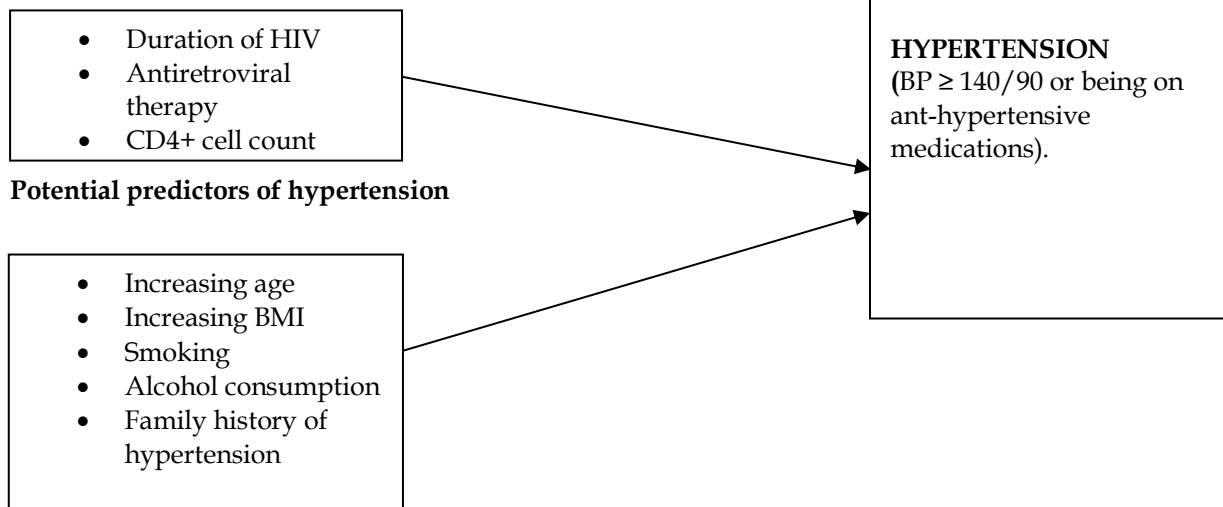 • Duration of HIV
• Antiretroviral
therapy
• CD4+ cell count
Potential predictors of hypertension
• Increasing age
• Increasing BMI
• Smoking
• Alcohol consumption
• Family history of
hypertension
HYPERTENSION
(BP ≥ 140/90 or being on
ant-hypertensive
medications).